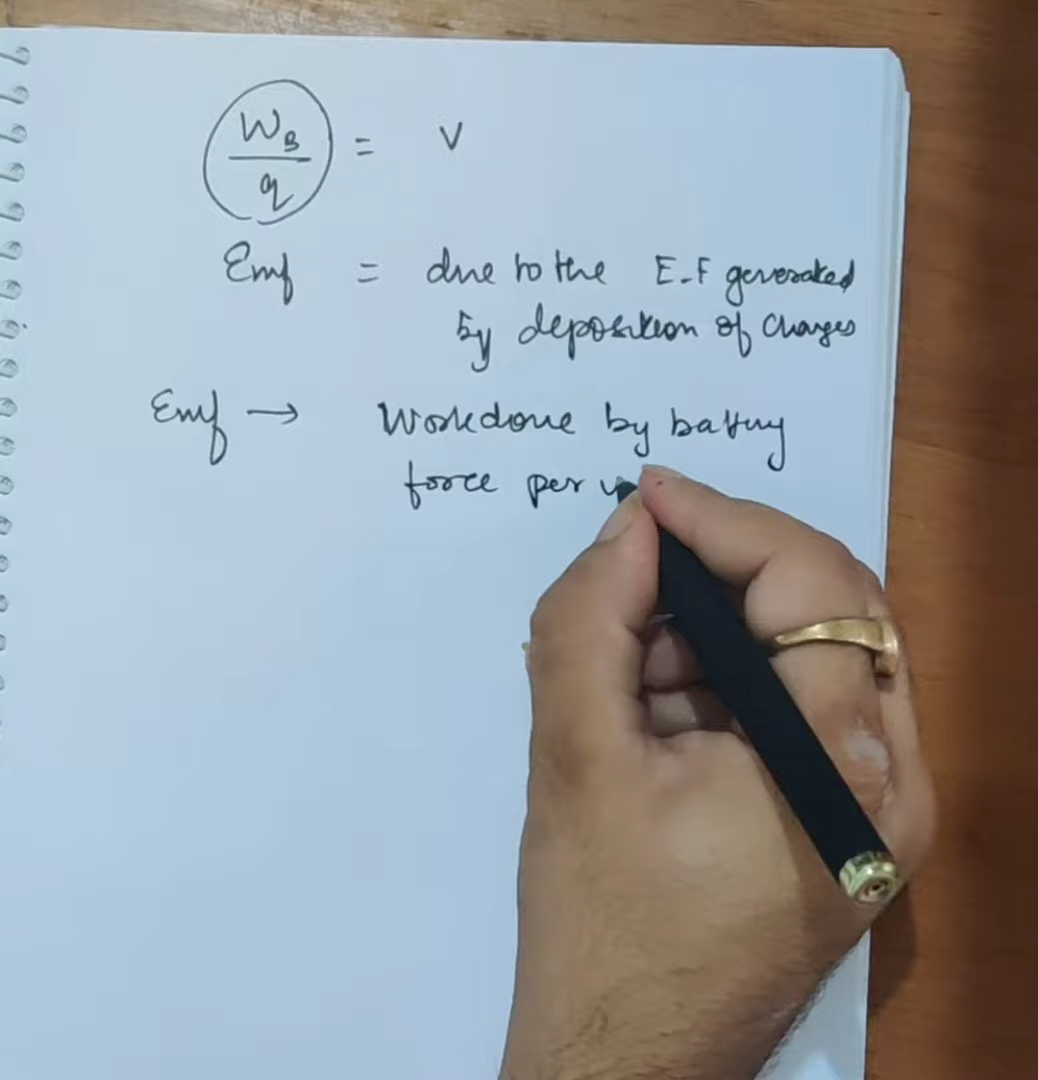 W_B / q = V
Emf = due to the E.F generated
by deposition of charges
Emf → Workdone by battery
force per